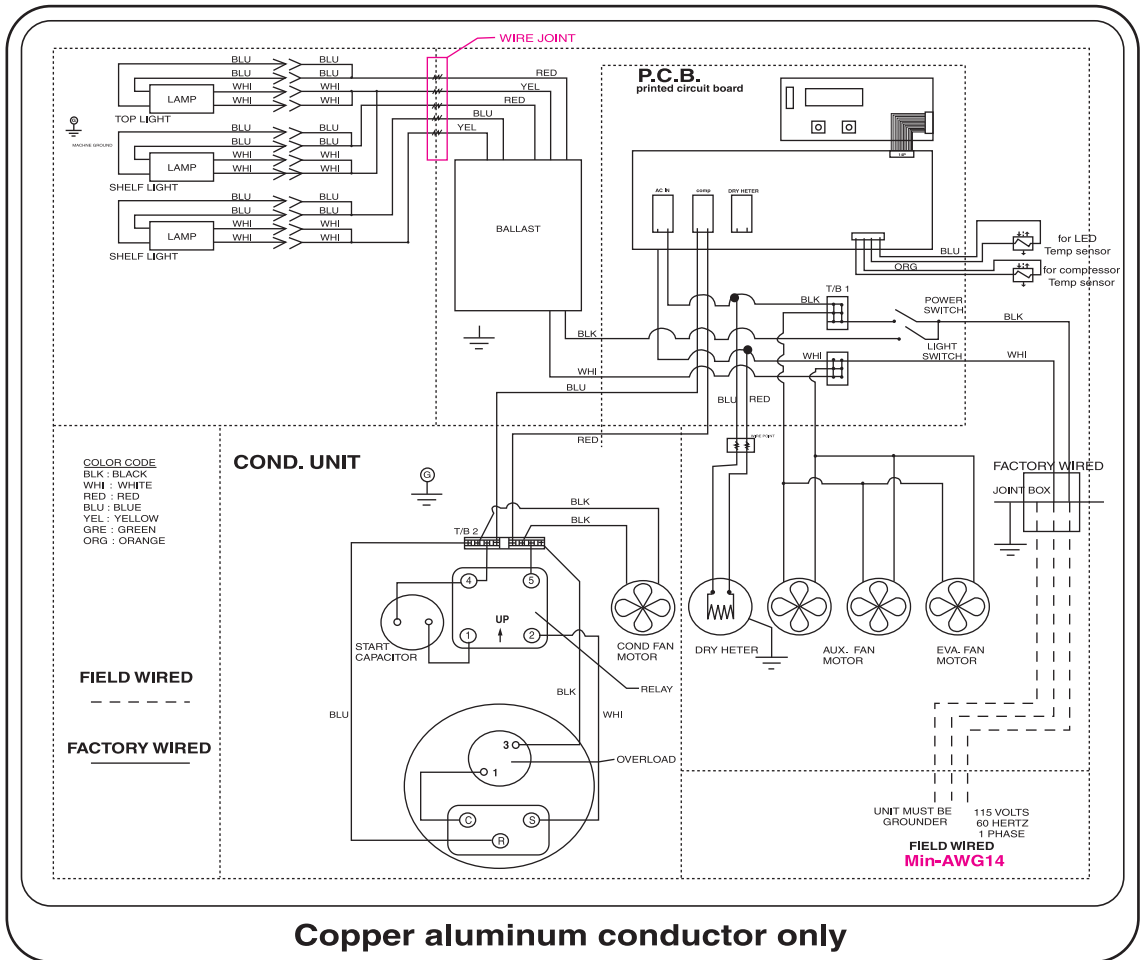 WIRE JOINT
BLU BLU
BLU BLU
WHI WHI
LAMP
WHI WHI
TOP LIGHT
G
MACHINE GROUND
BLU BLU
BLU BLU
WHI WHI
LAMP
WHI WHI
SHELF LIGHT
BLU BLU
BLU BLU
WHI WHI
LAMP
WHI WHI
SHELF LIGHT
RED
YEL
RED
BLU
YEL
BALLAST
P.C.B.
printed circuit board
AC IN comp DRY HETER
BLU
ORG
for LED
Temp sensor
for compressor
Temp sensor
T/B 1
BLK
POWER
SWITCH
BLK
BLK
LIGHT
SWITCH
WHI
WHI
WHI
BLU
BLU RED
RED
COLOR CODE
BLK : BLACK
WHI : WHITE
RED : RED
BLU : BLUE
YEL : YELLOW
GRE : GREEN
ORG : ORANGE
FIELD WIRED
FACTORY WIRED
COND. UNIT
G
BLK
BLK
T/B 2
4 5
UP
1 2
START
CAPACITOR
RELAY
BLK
BLU
WHI
3
OVERLOAD
1
C S
R
COND FAN
MOTOR
WIRE POINT
DRY HETER
AUX. FAN
MOTOR
EVA. FAN
MOTOR
FACTORY WIRED
JOINT BOX
UNIT MUST BE
GROUNDER
115 VOLTS
60 HERTZ
1 PHASE
FIELD WIRED
Min-AWG14
Copper aluminum conductor only